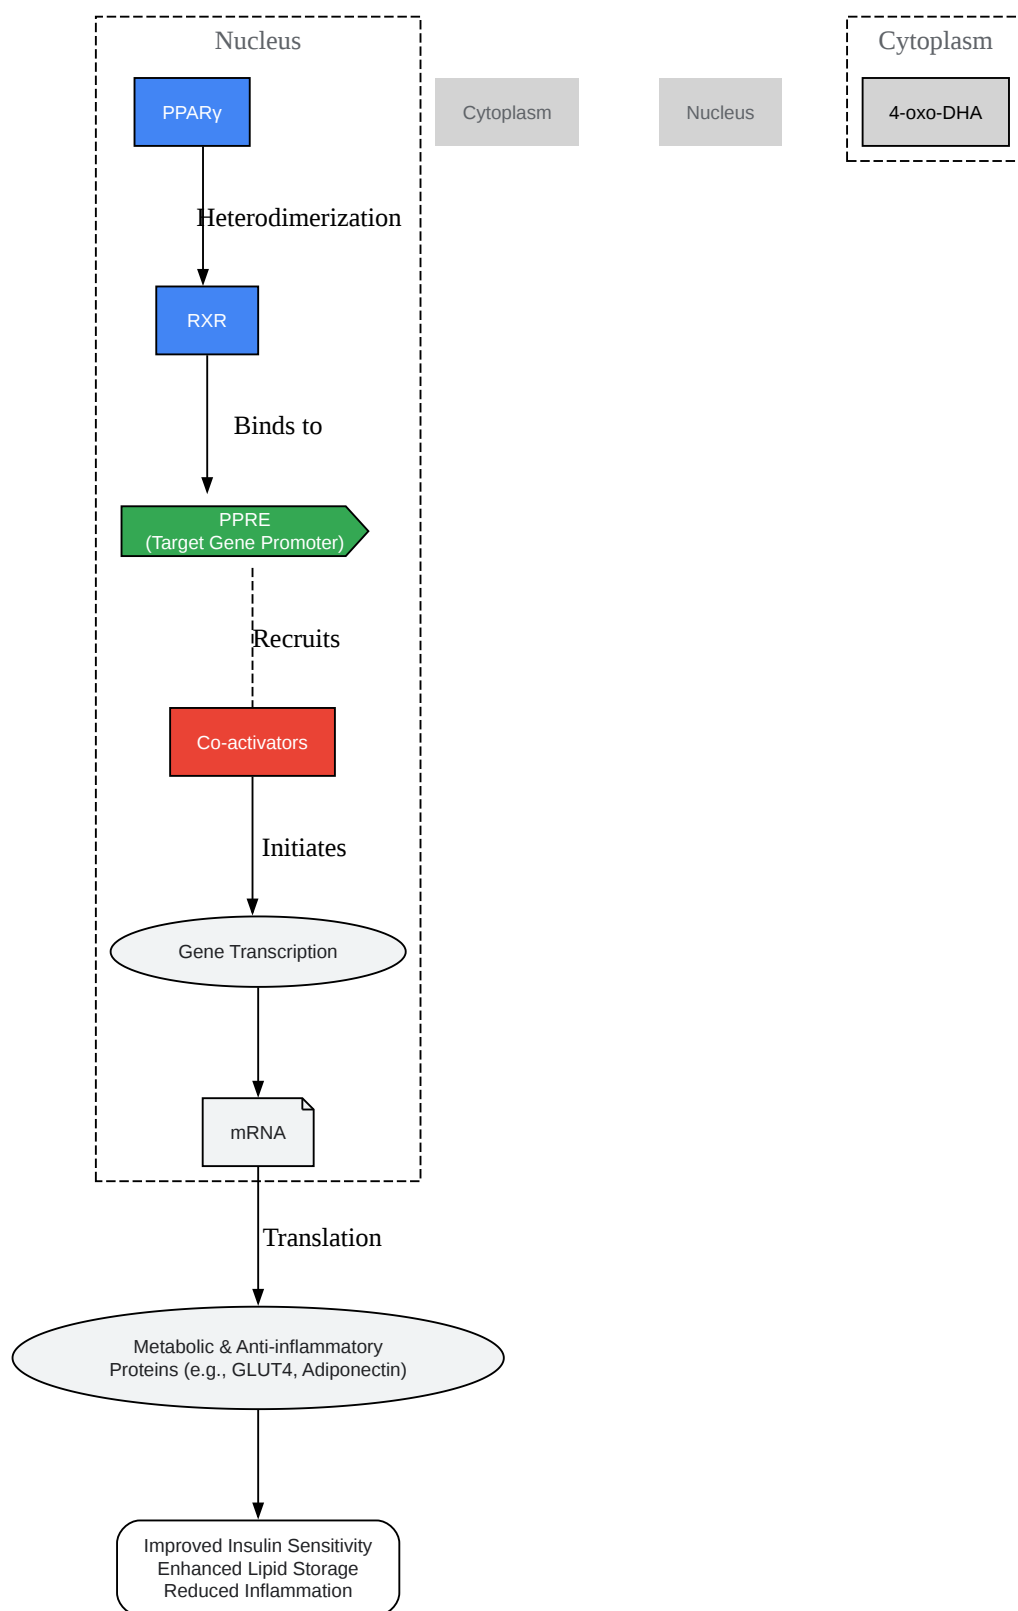 Nucleus
Cytoplasm
PPARγ
Cytoplasm
Nucleus
4-oxo-DHA
Heterodimerization
RXR
Binds to
PPRE
(Target Gene Promoter)
Recruits
Co-activators
Initiates
Gene Transcription
mRNA
Translation
Metabolic & Anti-inflammatory
Proteins (e.g., GLUT4, Adiponectin)
Improved Insulin Sensitivity
Enhanced Lipid Storage
Reduced Inflammation